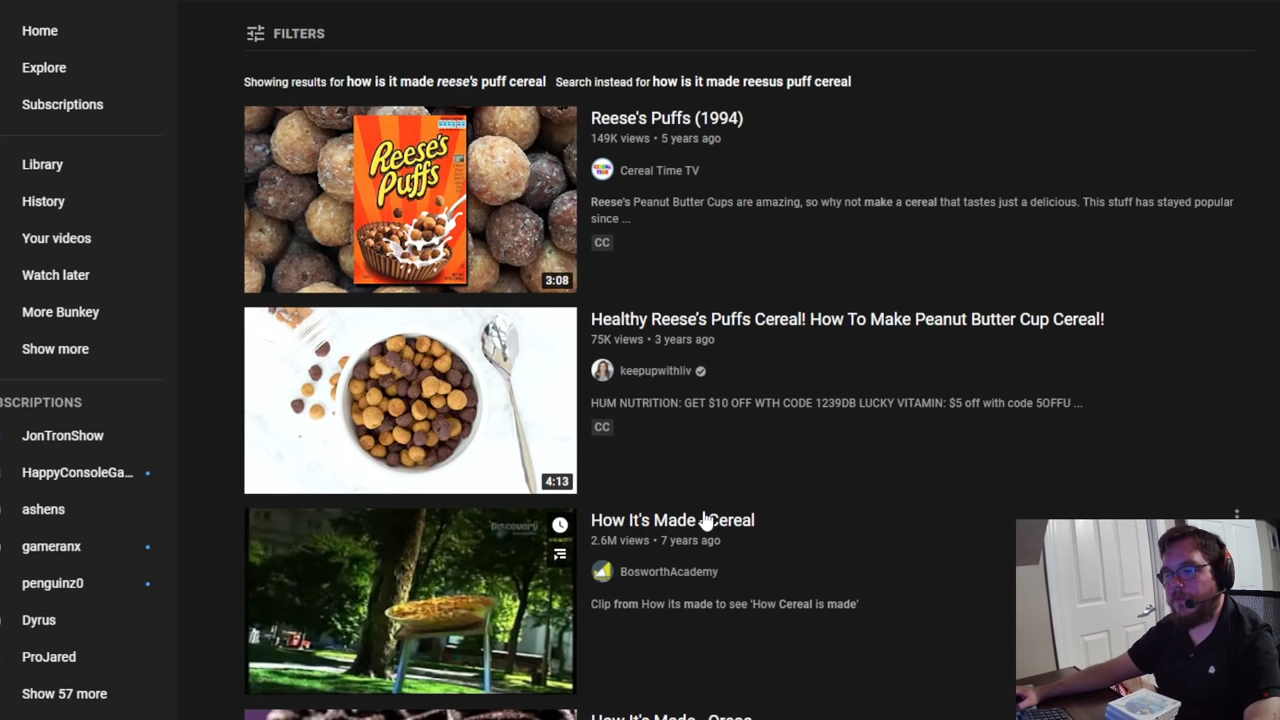 Home
Explore
Subscriptions
Library
History
Your videos
Watch later
More Bunkey
Show more
BSCRIPTIONS
JonTronShow
HappyConsoleGa...
ashens
gameranx
penguinz0
Dyrus
ProJared
Show 57 more
FILTERS
Showing results for how is it made reese's puff cereal Search instead for how is it made reesus puff cereal
REESE'S
PUFFS
3:08
Reese's Puffs (1994)
149K views • 5 years ago
Cereal Time TV
Reese's Peanut Butter Cups are amazing, so why not make a cereal that tastes just a delicious. This stuff has stayed popular
since ...
CC
4:13
Healthy Reese's Puffs Cereal! How To Make Peanut Butter Cup Cereal!
75K views • 3 years ago
keepupwithliv
HUM NUTRITION: GET $10 OFF WTH CODE 1239DB LUCKY VITAMIN: $5 off with code 5OFFU ...
CC
Discovery
How It's Made Cereal
2.6M views • 7 years ago
BosworthAcademy
Clip from How its made to see 'How Cereal is made'
How It's Made - Oreos